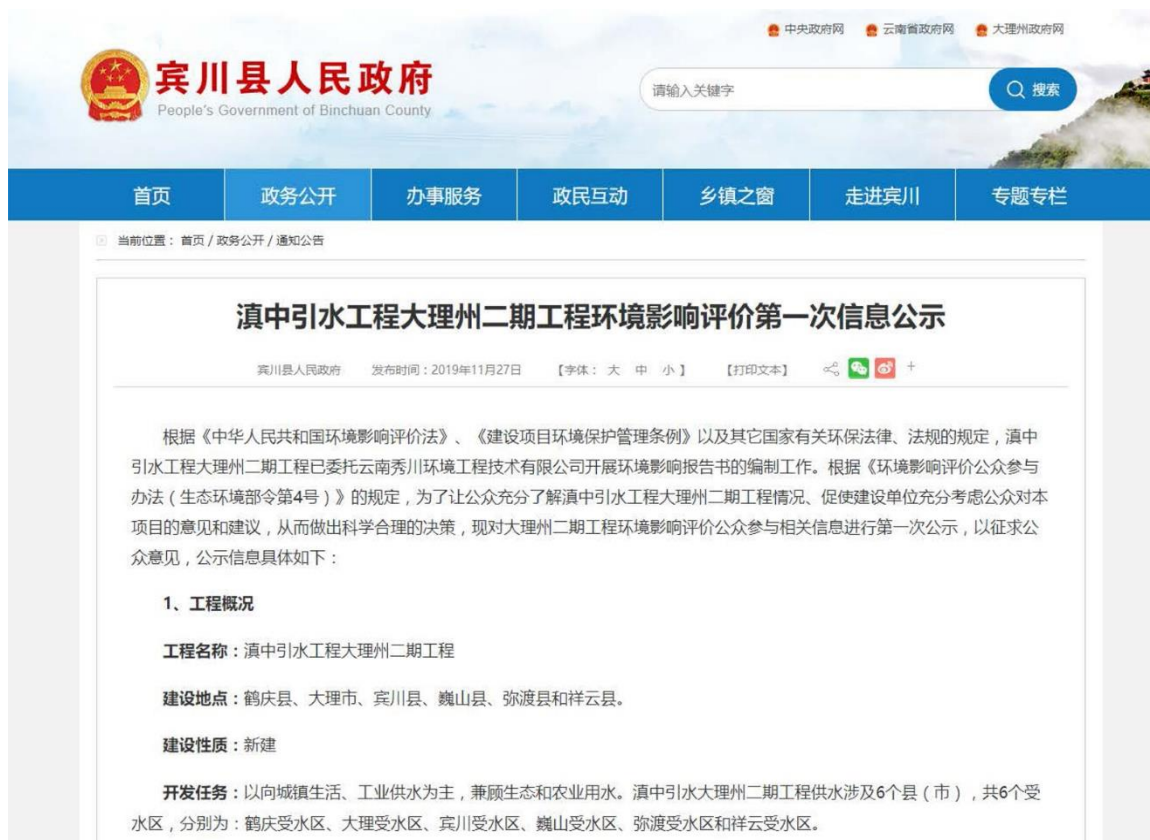 中央政府网 云南省政府网 大理州政府网
宾川县人民政府
People's Government of Binchuan County
请输入关键字 搜索
首页 政务公开 办事服务 政民互动 乡镇之窗 走进宾川 专题专栏
当前位置： 首页 / 政务公开 / 通知公告
滇中引水工程大理州二期工程环境影响评价第一次信息公示
宾川县人民政府 发布时间：2019年11月27日 【字体： 大 中 小 】 【打印文本】 +
根据《中华人民共和国环境影响评价法》、《建设项目环境保护管理条例》以及其它国家有关环保法律、法规的规定，滇中
引水工程大理州二期工程已委托云南秀川环境工程技术有限公司开展环境影响报告书的编制工作。根据《环境影响评价公众参与
办法（生态环境部令第4号）》的规定，为了让公众充分了解滇中引水工程大理州二期工程情况、促使建设单位充分考虑公众对本
项目的意见和建议，从而做出科学合理的决策，现对大理州二期工程环境影响评价公众参与相关信息进行第一次公示，以征求公
众意见，公示信息具体如下：
1、工程概况
工程名称：滇中引水工程大理州二期工程
建设地点：鹤庆县、大理市、宾川县、巍山县、弥渡县和祥云县。
建设性质：新建
开发任务：以向城镇生活、工业供水为主，兼顾生态和农业用水。滇中引水大理州二期工程供水涉及6个县（市），共6个受
水区，分别为：鹤庆受水区、大理受水区、宾川受水区、巍山受水区、弥渡受水区和祥云受水区。